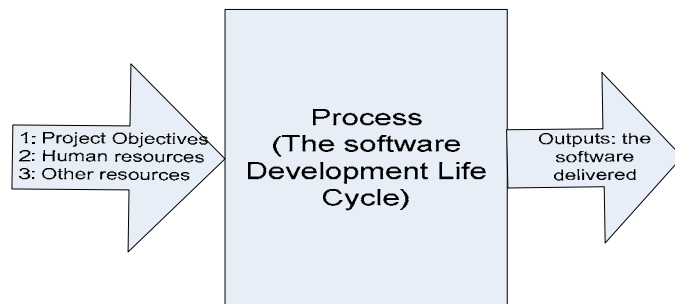 1: Project Objectives
2: Human resources
3: Other resources
Process
(The software
Development Life
Cycle)
Outputs: the
software
delivered